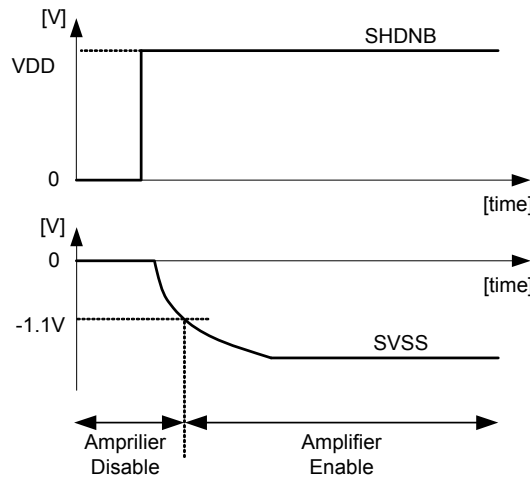 [V]
SHDNB
VDD
0
[time]
[V]
0
[time]
-1.1V
SVSS
Amprilier
Disable
Amplifier
Enable